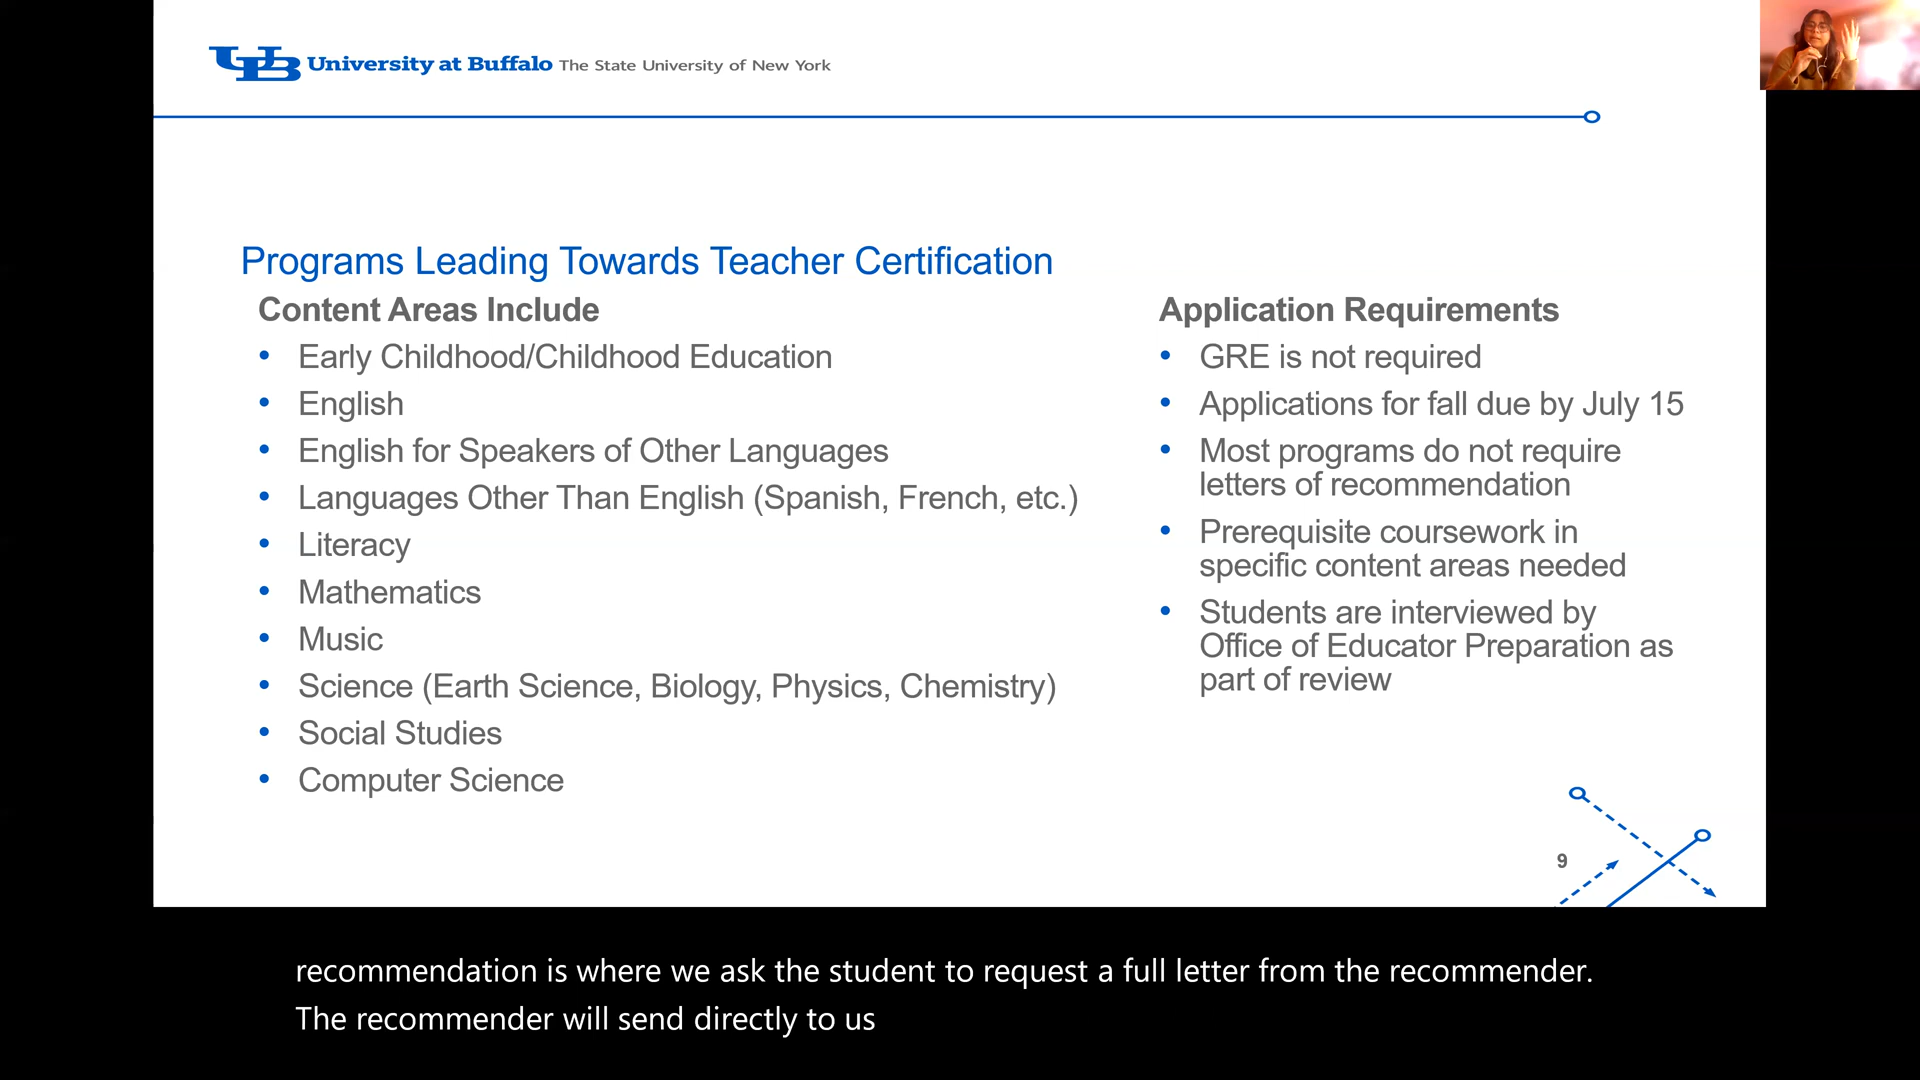 UB University at Buffalo The State University of New York
Programs Leading Towards Teacher Certification
Content Areas Include
• Early Childhood/Childhood Education
• English
• English for Speakers of Other Languages
• Languages Other Than English (Spanish, French, etc.)
• Literacy
• Mathematics
• Music
• Science (Earth Science, Biology, Physics, Chemistry)
• Social Studies
• Computer Science
Application Requirements
• GRE is not required
• Applications for fall due by July 15
• Most programs do not require
letters of recommendation
• Prerequisite coursework in
specific content areas needed
• Students are interviewed by
Office of Educator Preparation as
part of review
9
recommendation is where we ask the student to request a full letter from the recommender.
The recommender will send directly to us